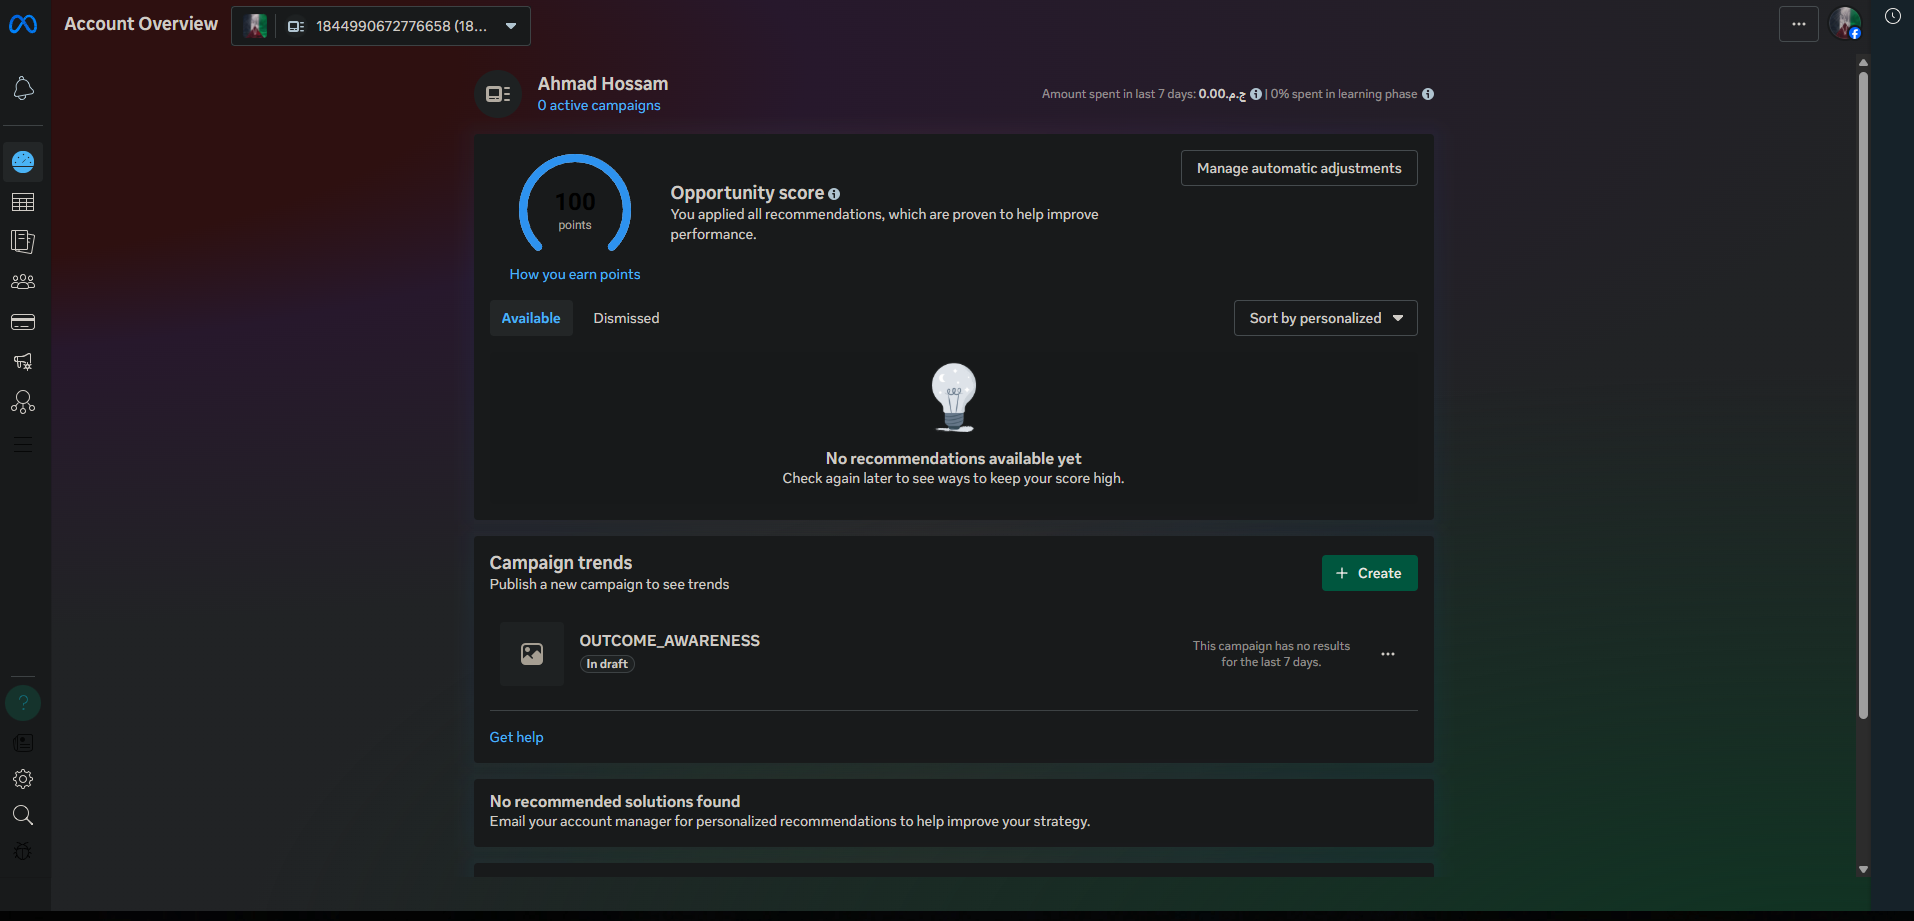 Account Overview
1844990672776658 (18...
Ahmad Hossam
0 active campaigns
Amount spent in last 7 days: ج.م.0.00 | 0% spent in learning phase
Manage automatic adjustments
100
points
Opportunity score
You applied all recommendations, which are proven to help improve
performance.
How you earn points
Available
Dismissed
Sort by personalized
No recommendations available yet
Check again later to see ways to keep your score high.
Campaign trends
Publish a new campaign to see trends
+ Create
OUTCOME_AWARENESS
In draft
This campaign has no results
for the last 7 days.
Get help
No recommended solutions found
Email your account manager for personalized recommendations to help improve your strategy.